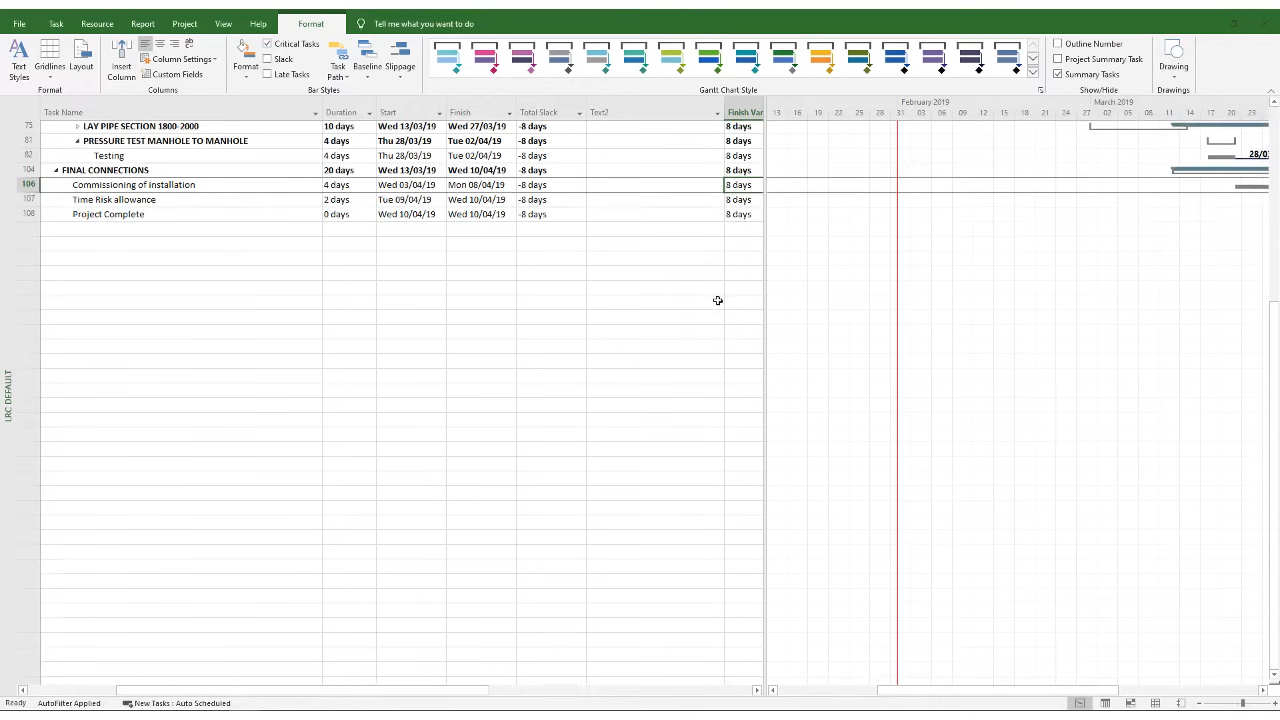 File Task Resource Report Project View Help Format Tell me what you want to do
Text Styles Gridlines Layout Format
Insert Column Column Settings Custom Fields Columns
Format Critical Tasks Slack Late Tasks Task Path Baseline Slippage Bar Styles
Gantt Chart Style
Outline Number
Project Summary Task
Summary Tasks
Show/Hide
Drawing Drawings
February 2019 March 2019
Task Name Duration Start Finish Total Slack Text2 Finish Var 13 16 19 22 25 28 31 03 06 09 12 15 18 21 24 27 02 05 08 11 14 17 20 23
75 LAY PIPE SECTION 1800-2000 10 days Wed 13/03/19 Wed 27/03/19 -8 days 8 days
81 PRESSURE TEST MANHOLE TO MANHOLE 4 days Thu 28/03/19 Tue 02/04/19 -8 days 8 days
82 Testing 4 days Thu 28/03/19 Tue 02/04/19 -8 days 8 days 28/03
104 FINAL CONNECTIONS 20 days Wed 13/03/19 Wed 10/04/19 -8 days 8 days
106 Commissioning of installation 4 days Wed 03/04/19 Mon 08/04/19 -8 days 8 days
107 Time Risk allowance 2 days Tue 09/04/19 Wed 10/04/19 -8 days 8 days
108 Project Complete 0 days Wed 10/04/19 Wed 10/04/19 -8 days 8 days
LRC DEFAULT
Ready AutoFilter Applied New Tasks : Auto Scheduled